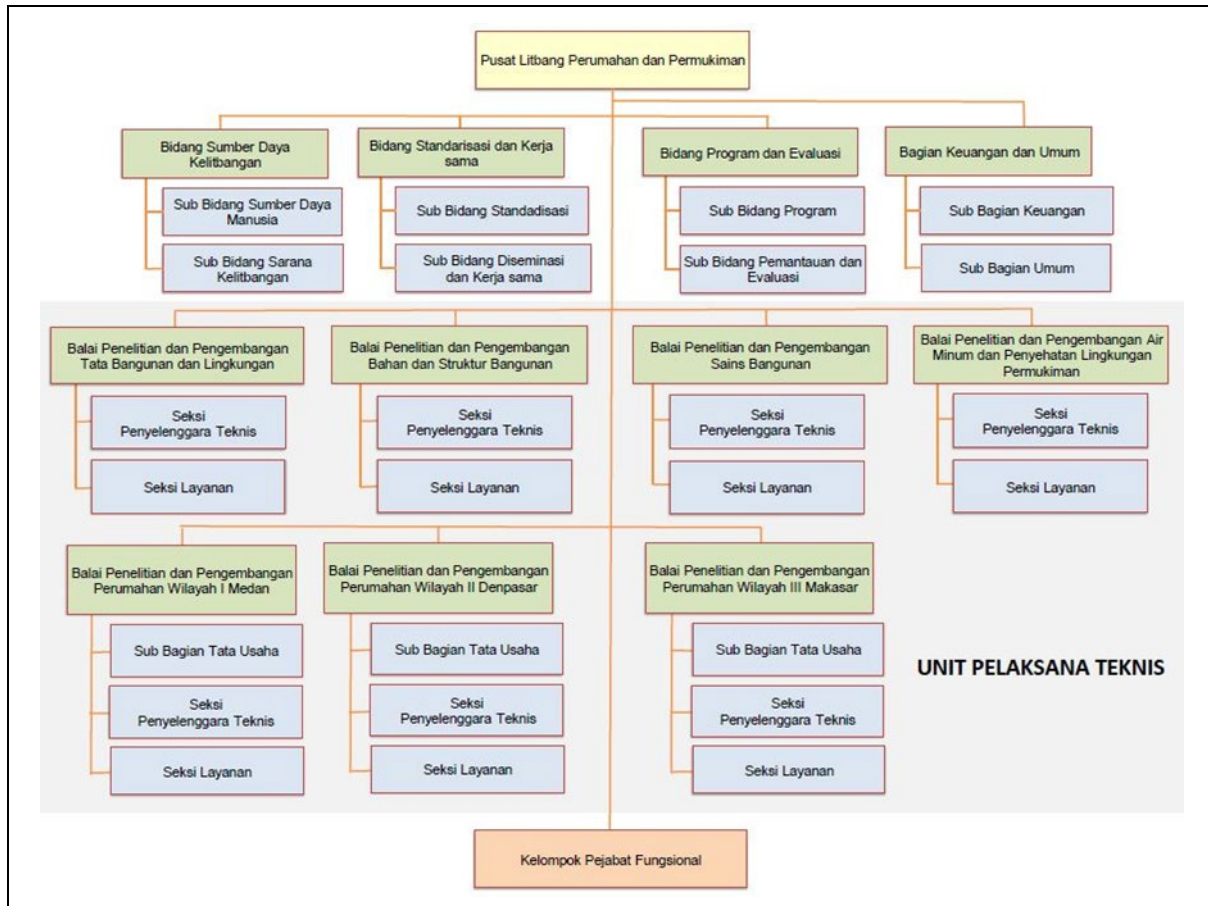 Pusat Litbang Perumahan dan Permukiman
Bidang Sumber Daya
Kelitbangan
Bidang Standarisasi dan Kerja
sama
Bidang Program dan Evaluasi
Bagian Keuangan dan Umum
Sub Bidang Sumber Daya
Manusia
Sub Bidang Standadisasi
Sub Bidang Program
Sub Bagian Keuangan
Sub Bidang Sarana
Kelitbangan
Sub Bidang Diseminasi
dan Kerja sama
Sub Bidang Pemantauan dan
Evaluasi
Sub Bagian Umum
Balai Penelitian dan Pengembangan
Tata Bangunan dan Lingkungan
Balai Penelitian dan Pengembangan
Bahan dan Struktur Bangunan
Balai Penelitian dan Pengembangan
Sains Bangunan
Balai Penelitian dan Pengembangan Air
Minum dan Penyehatan Lingkungan
Permukiman
Seksi
Penyelenggara Teknis
Seksi
Penyelenggara Teknis
Seksi
Penyelenggara Teknis
Seksi
Penyelenggara Teknis
Seksi Layanan
Seksi Layanan
Seksi Layanan
Seksi Layanan
Balai Penelitian dan Pengembangan
Perumahan Wilayah I Medan
Balai Penelitian dan Pengembangan
Perumahan Wilayah II Denpasar
Balai Penelitian dan Pengembangan
Perumahan Wilayah III Makasar
Sub Bagian Tata Usaha
Sub Bagian Tata Usaha
Sub Bagian Tata Usaha
UNIT PELAKSANA TEKNIS
Seksi
Penyelenggara Teknis
Seksi
Penyelenggara Teknis
Seksi
Penyelenggara Teknis
Seksi Layanan
Seksi Layanan
Seksi Layanan
Kelompok Pejabat Fungsional